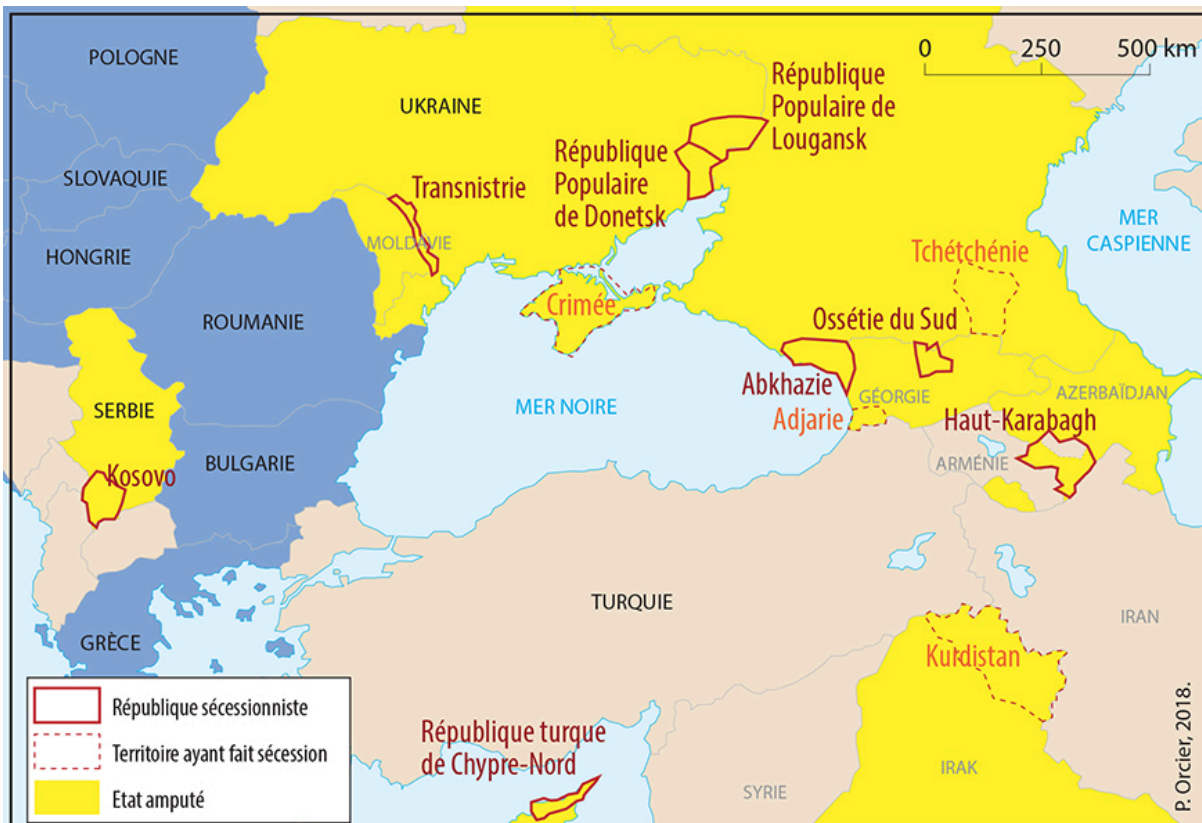 POLOGNE
0 250 500 km
UKRAINE
République
Populaire de
Lougansk
SLOVAQUIE
République
Populaire
de Donetsk
Transnistrie
MOLDAVIE
HONGRIE
MER
CASPIENNE
Tchétchénie
Crimée
ROUMANIE
Ossétie du Sud
Abkhazie
GÉORGIE
AZERBAÏDJAN
SERBIE
MER NOIRE
Adjarie
Haut-Karabagh
Kosovo
BULGARIE
ARMÉNIE
TURQUIE
IRAN
GRÈCE
Kurdistan
République turque
de Chypre-Nord
SYRIE
IRAK
République sécessionniste
Territoire ayant fait sécession
Etat amputé
P. Orcier, 2018.